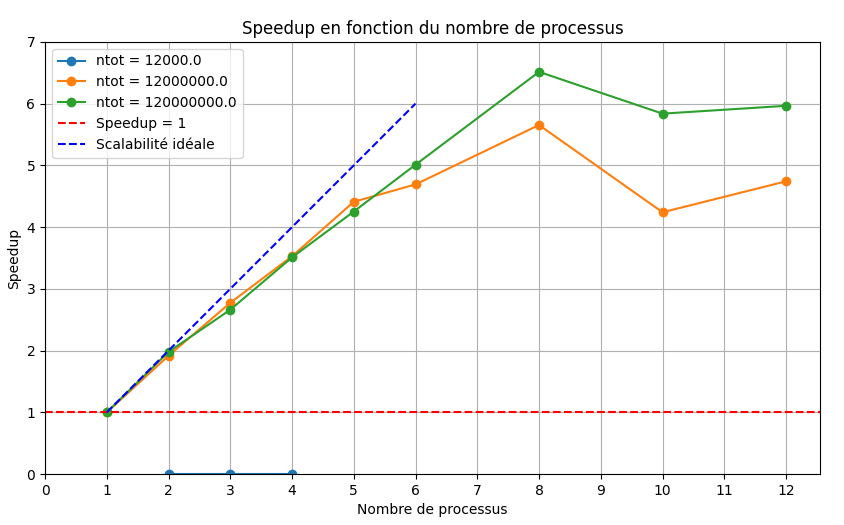 Speedup en fonction du nombre de processus
ntot = 12000.0
ntot = 12000000.0
ntot = 120000000.0
Speedup = 1
Scalabilité idéale
Speedup
7
6
5
4
3
2
1
0
0 1 2 3 4 5 6 7 8 9 10 11 12
Nombre de processus